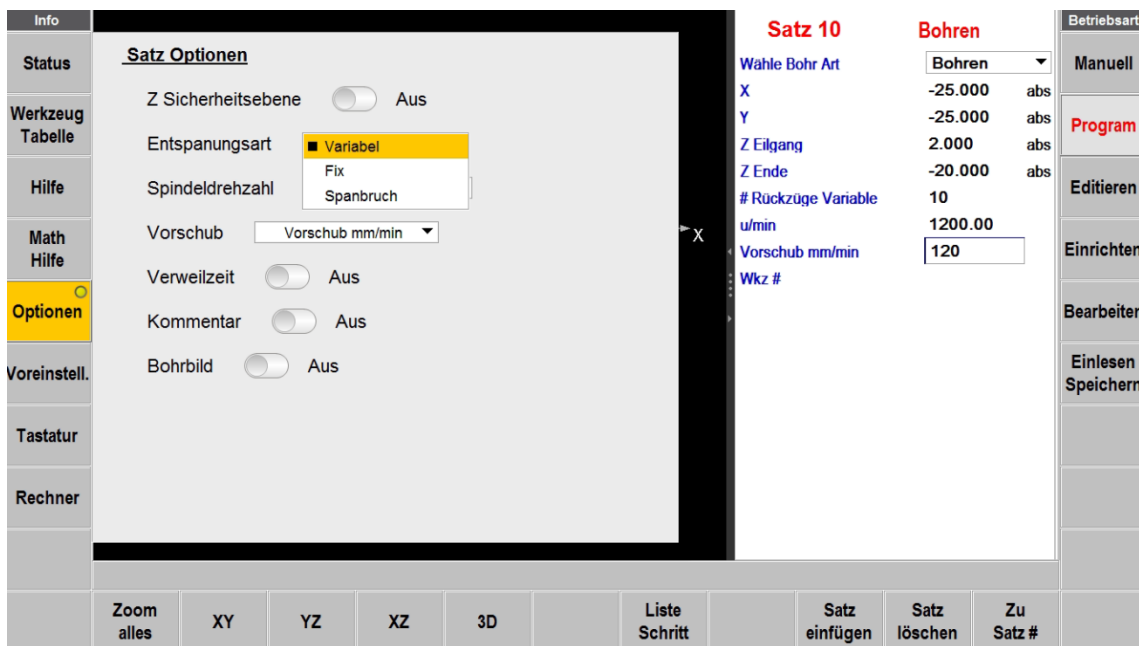 Info
Status
Werkzeug
Tabelle
Hilfe
Math
Hilfe
Optionen
Voreinstell.
Tastatur
Rechner
Satz Optionen
Z Sicherheitsebene Aus
Entspanungsart
Variabel
Fix
Spanbruch
Spindeldrehzahl
Vorschub Vorschub mm/min
Verweilzeit Aus
Kommentar Aus
Bohrbild Aus
X
Satz 10 Bohren
Wähle Bohr Art Bohren
X -25.000 abs
Y -25.000 abs
Z Eilgang 2.000 abs
Z Ende -20.000 abs
# Rückzüge Variable 10
u/min 1200.00
Vorschub mm/min 120
Wkz #
Betriebsart
Manuell
Program
Editieren
Einrichten
Bearbeiten
Einlesen
Speichern
Zoom
alles
XY
YZ
XZ
3D
Liste
Schritt
Satz
einfügen
Satz
löschen
Zu
Satz #